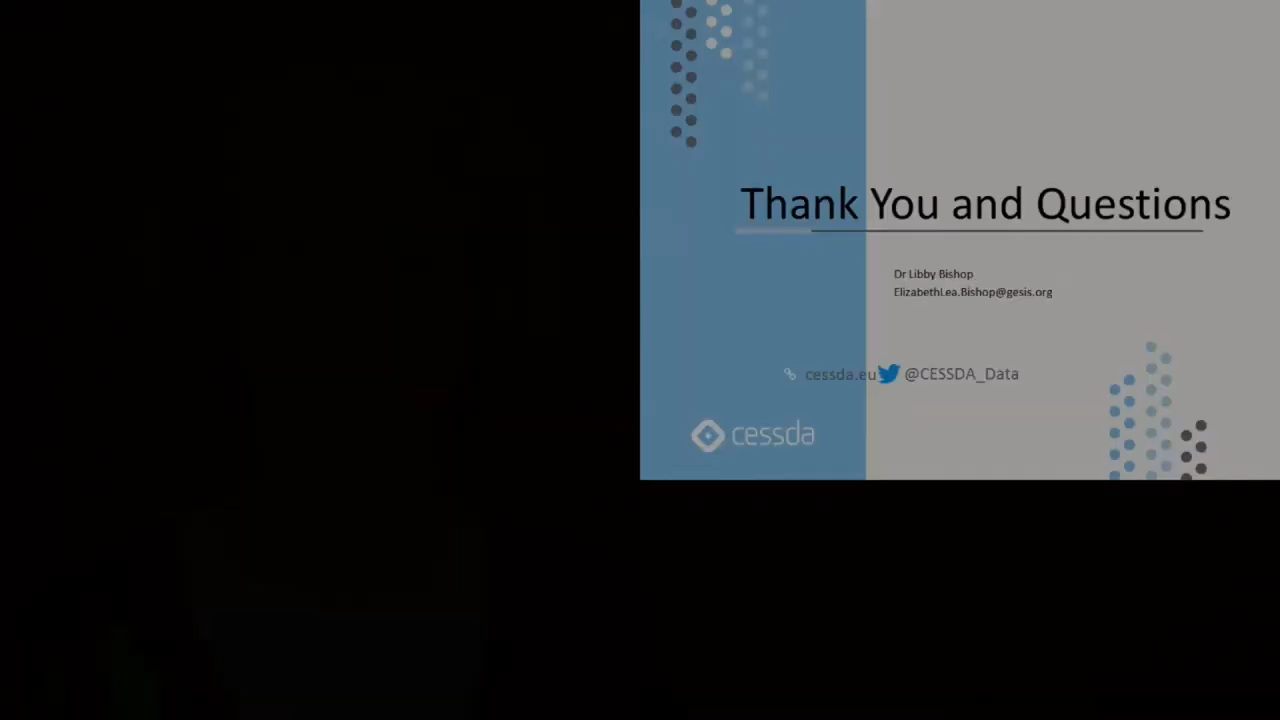 Thank You and Questions
Dr Libby Bishop
ElizabethLea.Bishop@gesis.org
cessda.eu @CESSDA_Data
cessda